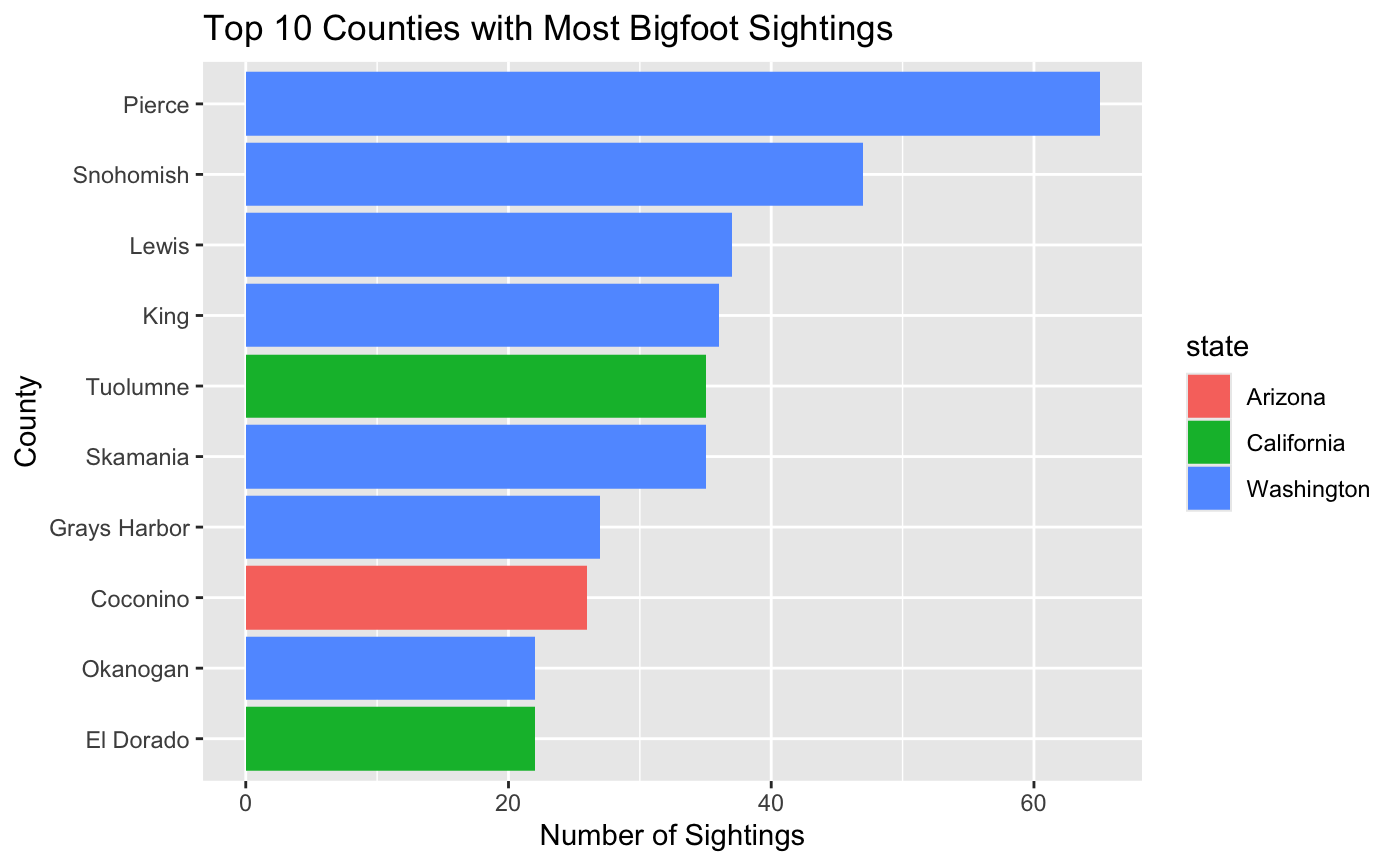 Top 10 Counties with Most Bigfoot Sightings
Pierce
Snohomish
Lewis
King
Tuolumne
Skamania
Grays Harbor
Coconino
Okanogan
El Dorado
County
0 20 40 60
Number of Sightings
state
Arizona
California
Washington